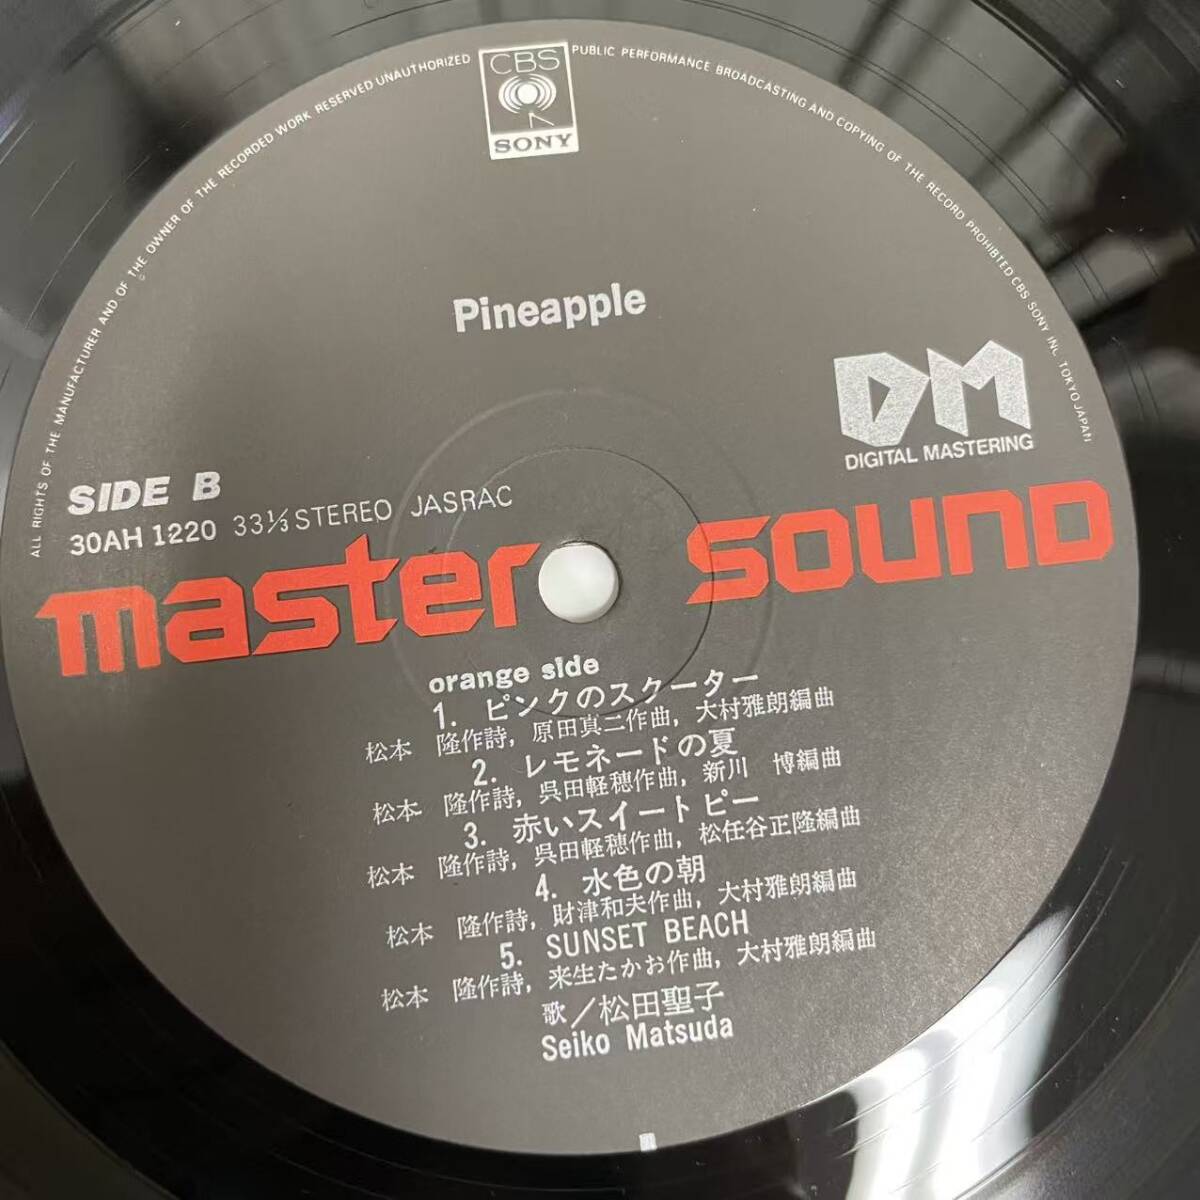 ALL RIGHTS OF THE MANUFACTURER AND OF THE OWNER OF THE RECORDED WORK RESERVED UNAUTHORIZED PUBLIC PERFORMANCE BROADCASTING AND COPYING OF THE RECORD PROHIBITED CBS SONY INC. TOKYO JAPAN
CBS
SONY
Pineapple
DM
DIGITAL MASTERING
SIDE B
30AH 1220 33⅓ STEREO JASRAC
master sound
orange side
1. ピンクのスクーター
松本 隆作詩, 原田真二作曲, 大村雅朗編曲
2. レモネードの夏
松本 隆作詩, 呉田軽穂作曲, 新川 博編曲
3. 赤いスイートピー
松本 隆作詩, 呉田軽穂作曲, 松任谷正隆編曲
4. 水色の朝
松本 隆作詩, 財津和夫作曲, 大村雅朗編曲
5. SUNSET BEACH
松本 隆作詩, 来生たかお作曲, 大村雅朗編曲
歌／松田聖子
Seiko Matsuda